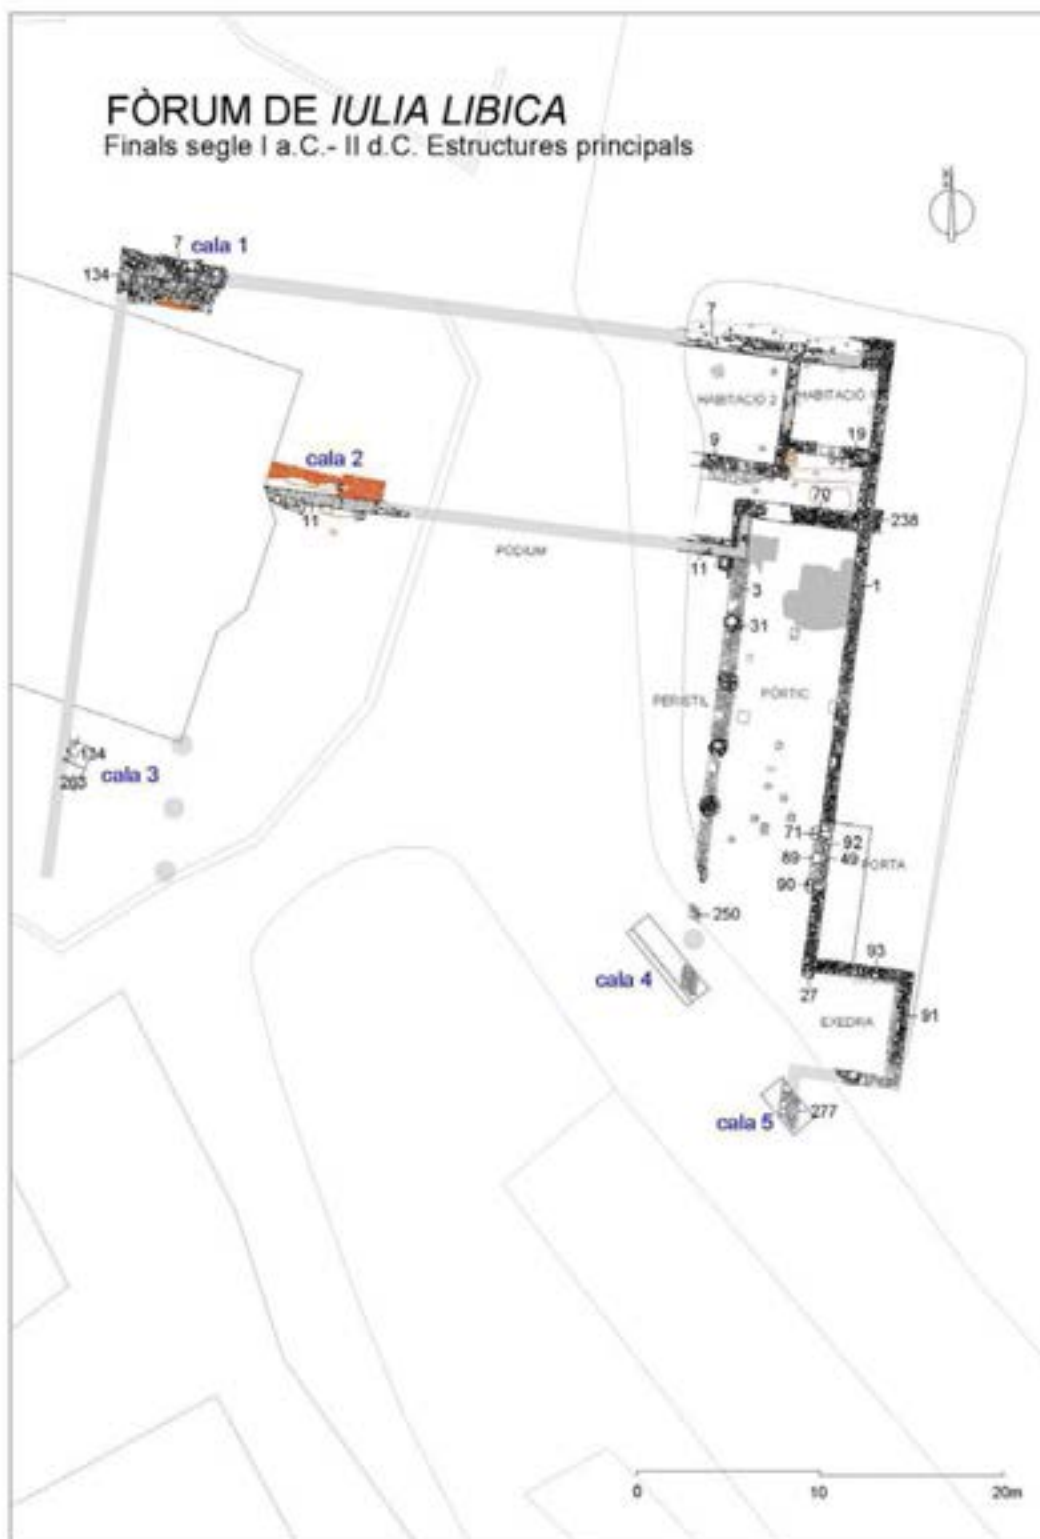 FÒRUM DE IULIA LIBICA
Finals segle I a.C.- II d.C. Estructures principals
N
7
cala 1
134
7
HABITACIÓ 2
HABITACIÓ 1
9
19
cala 2
70
11
238
PODIUM
11
3
1
31
PERISTIL
PÒRTIC
134
cala 3
263
71
92
89
49
PORTA
90
250
93
cala 4
27
EXEDRA
91
cala 5
277
0
10
20m